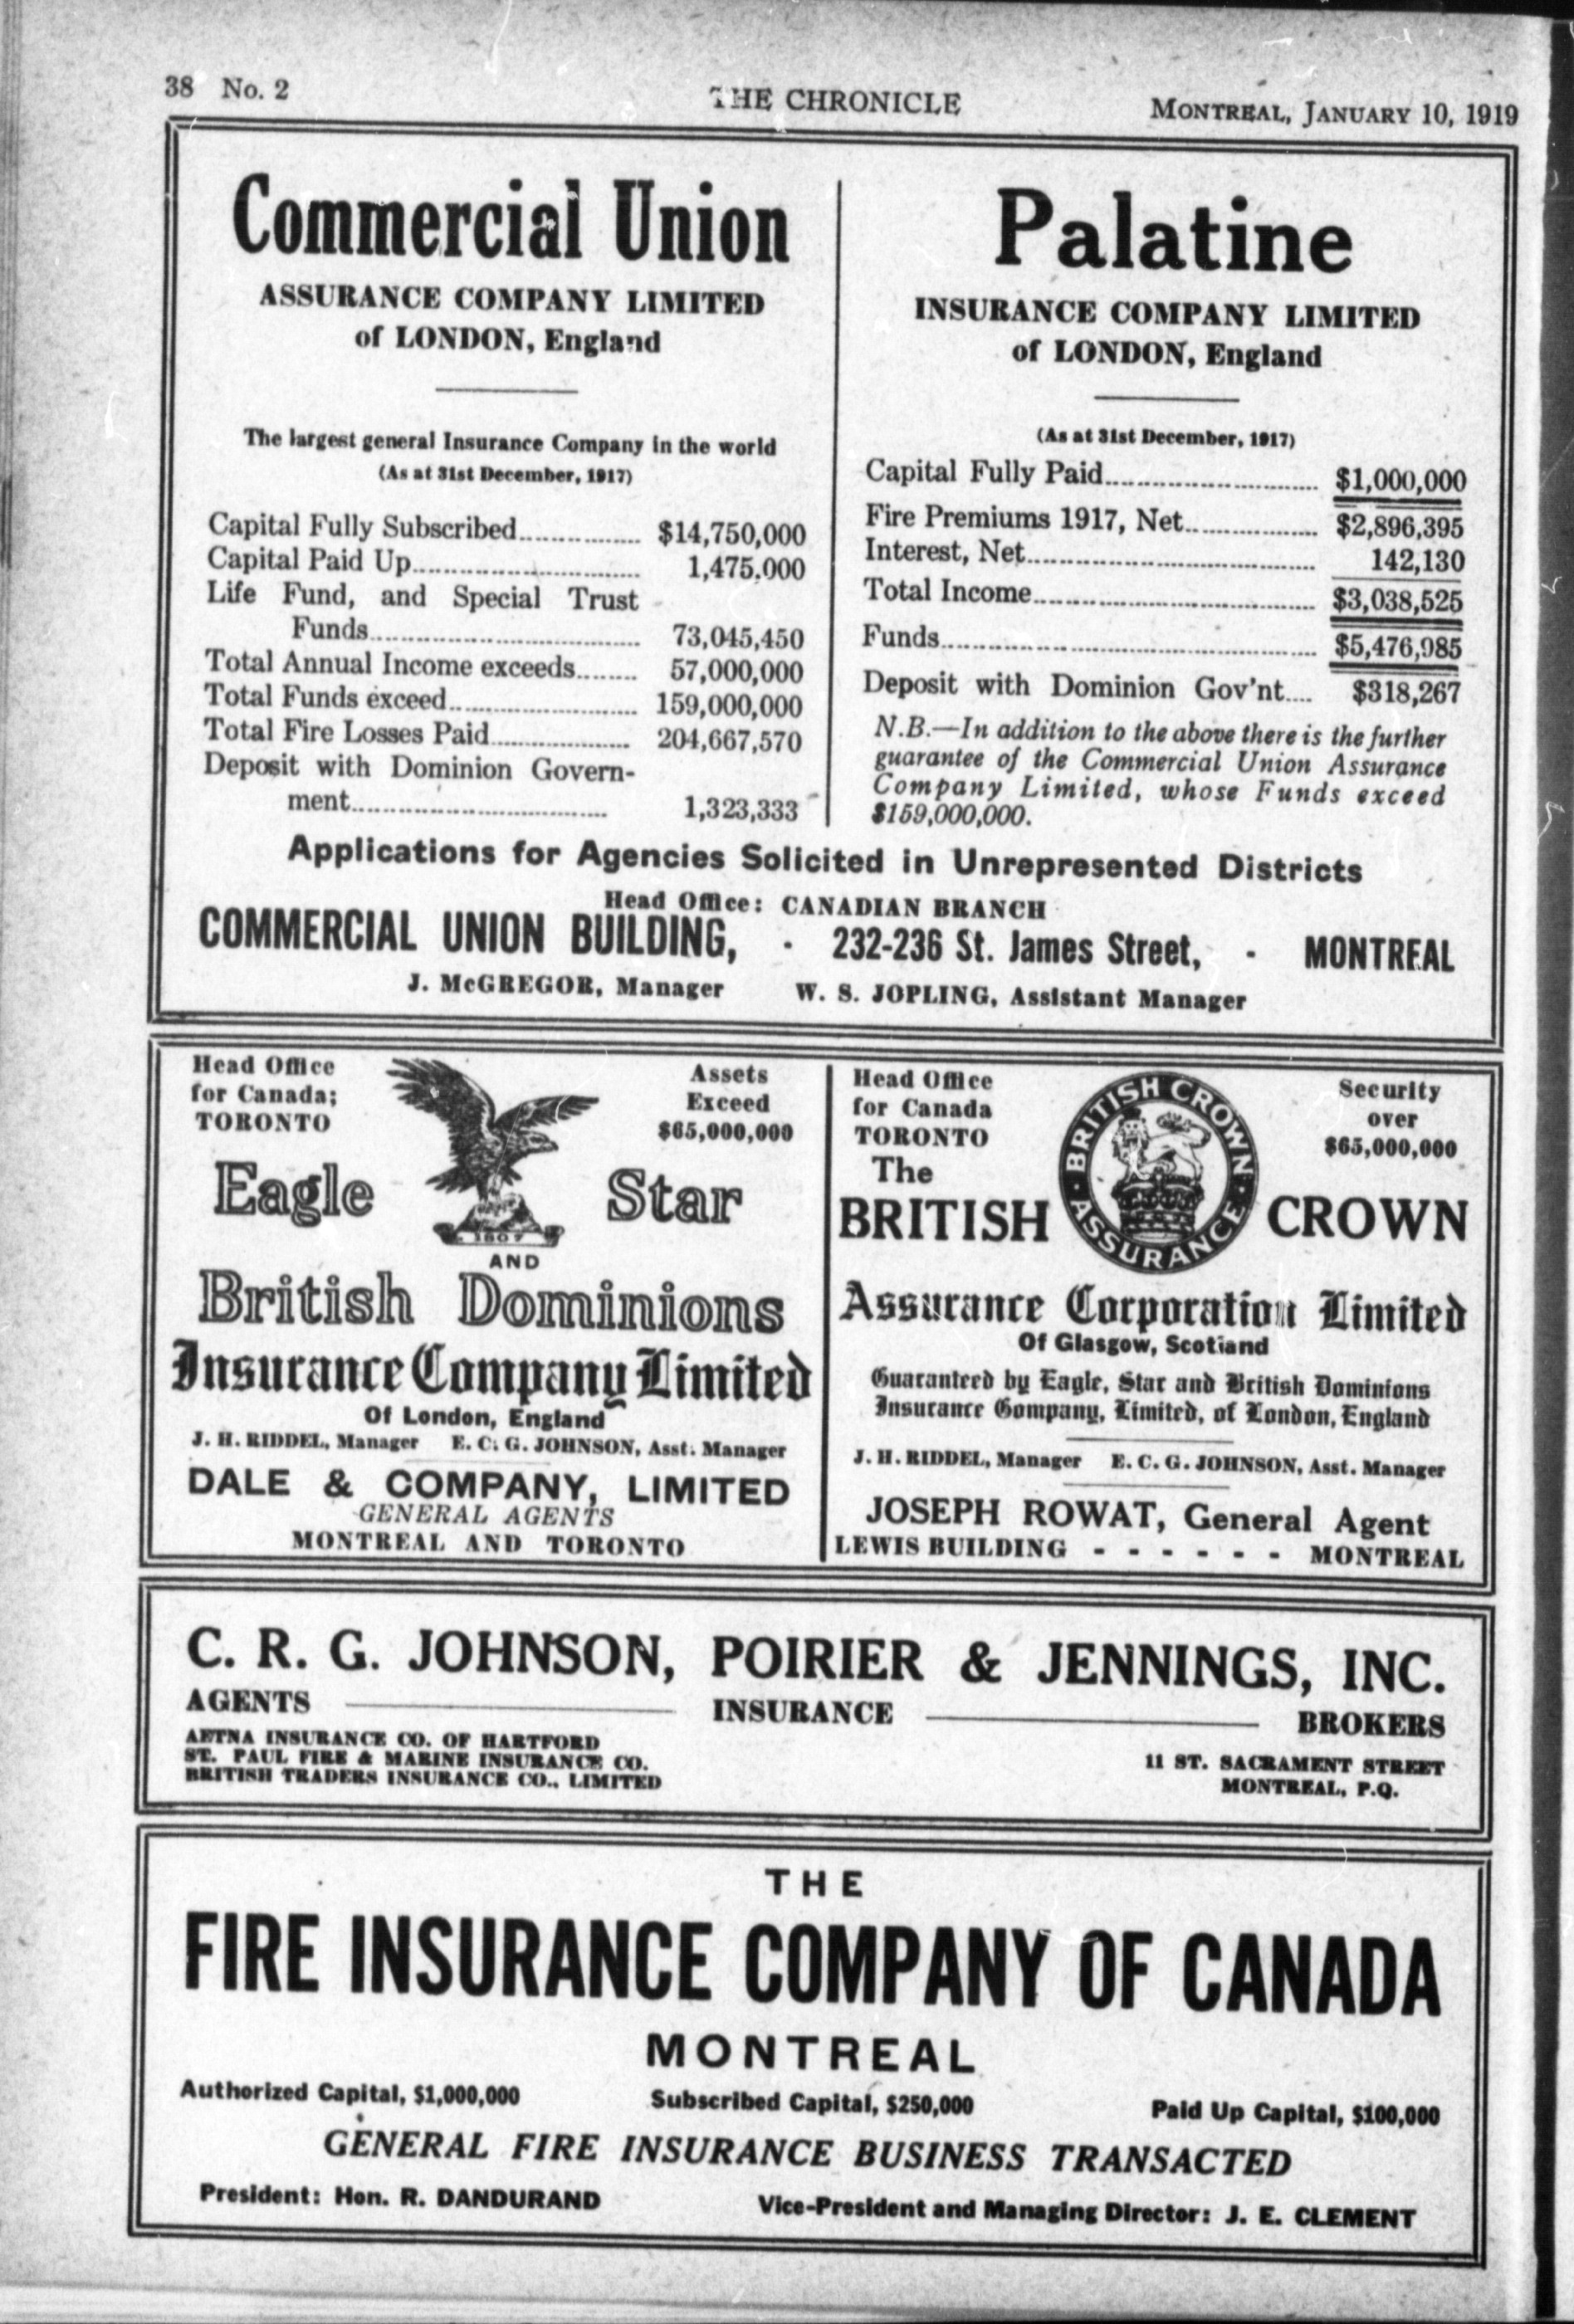 38 No. 2
THE CHRONICLE
MONTREAL, JANUARY 10, 1919
Commercial Union
ASSURANCE COMPANY LIMITED
of LONDON, England
The largest general Insurance Company in the world
(As at 31st December, 1917)
Capital Fully Subscribed................ $14,750,000
Capital Paid Up............................. 1,475,000
Life Fund, and Special Trust
Funds.................................. 73,045,450
Total Annual Income exceeds........ 57,000,000
Total Funds exceed........................ 159,000,000
Total Fire Losses Paid.................... 204,667,570
Deposit with Dominion Govern-
ment................................ 1,323,333
Palatine
INSURANCE COMPANY LIMITED
of LONDON, England
(As at 31st December, 1917)
Capital Fully Paid........................... $1,000,000
Fire Premiums 1917, Net................. $2,896,395
Interest, Net.................................... 142,130
Total Income................................... $3,038,525
Funds............................................... $5,476,985
Deposit with Dominion Gov'nt.... $318,267
N.B.—In addition to the above there is the further
guarantee of the Commercial Union Assurance
Company Limited, whose Funds exceed
$159,000,000.
Applications for Agencies Solicited in Unrepresented Districts
Head Office: CANADIAN BRANCH
COMMERCIAL UNION BUILDING, - 232-236 St. James Street, - MONTREAL
J. McGREGOR, Manager W. S. JOPLING, Assistant Manager
Head Office
for Canada;
TORONTO
Assets
Exceed
$65,000,000
Eagle Star
1807
AND
British Dominions
Insurance Company Limited
Of London, England
J. H. RIDDEL, Manager E. C. G. JOHNSON, Asst. Manager
DALE & COMPANY, LIMITED
GENERAL AGENTS
MONTREAL AND TORONTO
Head Office
for Canada
TORONTO
Security
over
$65,000,000
BRITISH CROWN ASSURANCE
The
BRITISH CROWN
Assurance Corporation Limited
Of Glasgow, Scotland
Guaranteed by Eagle, Star and British Dominions
Insurance Company, Limited, of London, England
J. H. RIDDEL, Manager E. C. G. JOHNSON, Asst. Manager
JOSEPH ROWAT, General Agent
LEWIS BUILDING - - - - - - MONTREAL
C. R. G. JOHNSON, POIRIER & JENNINGS, INC.
AGENTS INSURANCE BROKERS
AETNA INSURANCE CO. OF HARTFORD
ST. PAUL FIRE & MARINE INSURANCE CO.
BRITISH TRADERS INSURANCE CO., LIMITED
11 ST. SACRAMENT STREET
MONTREAL, P.Q.
THE
FIRE INSURANCE COMPANY OF CANADA
MONTREAL
Authorized Capital, $1,000,000 Subscribed Capital, $250,000 Paid Up Capital, $100,000
GENERAL FIRE INSURANCE BUSINESS TRANSACTED
President: Hon. R. DANDURAND Vice-President and Managing Director: J. E. CLEMENT